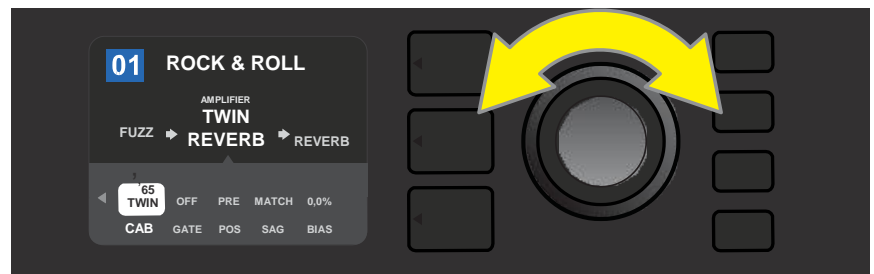 01 ROCK & ROLL
AMPLIFIER
TWIN
FUZZ REVERB REVERB
’65
TWIN OFF PRE MATCH 0,0%
CAB GATE POS SAG BIAS